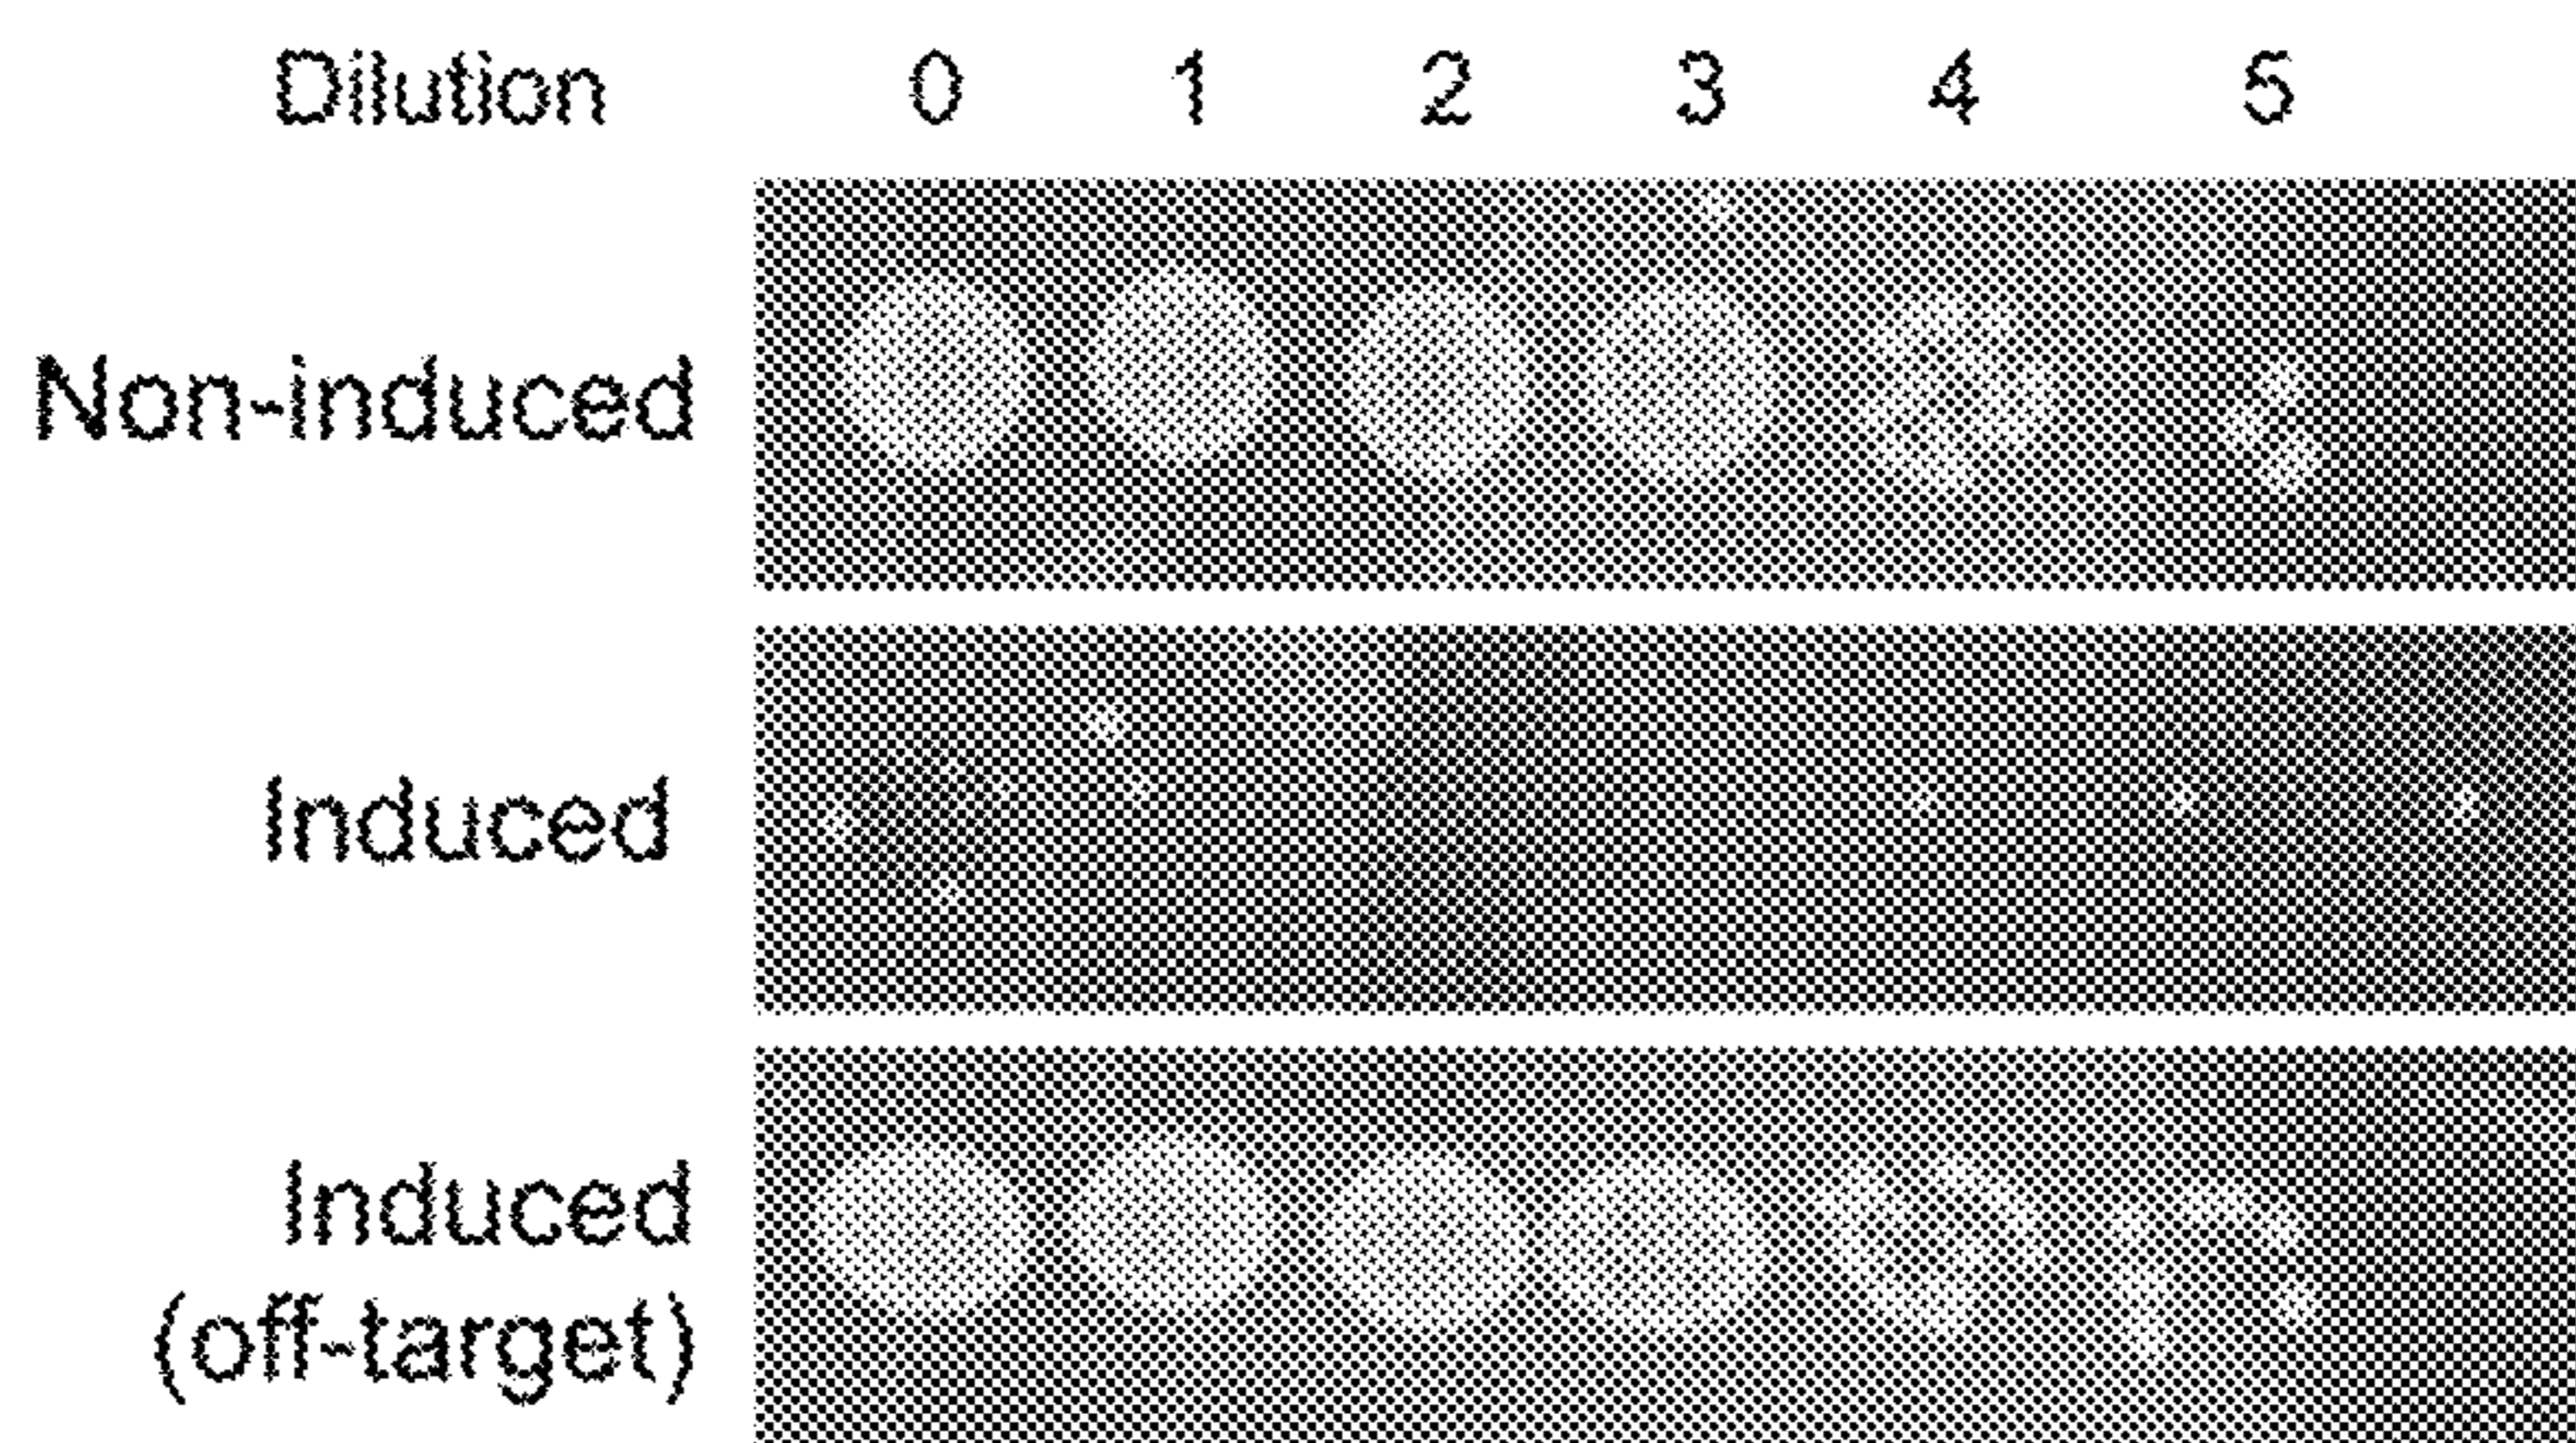 Dilution 0 1 2 3 4 5
Non-induced
Induced
Induced
(off-target)